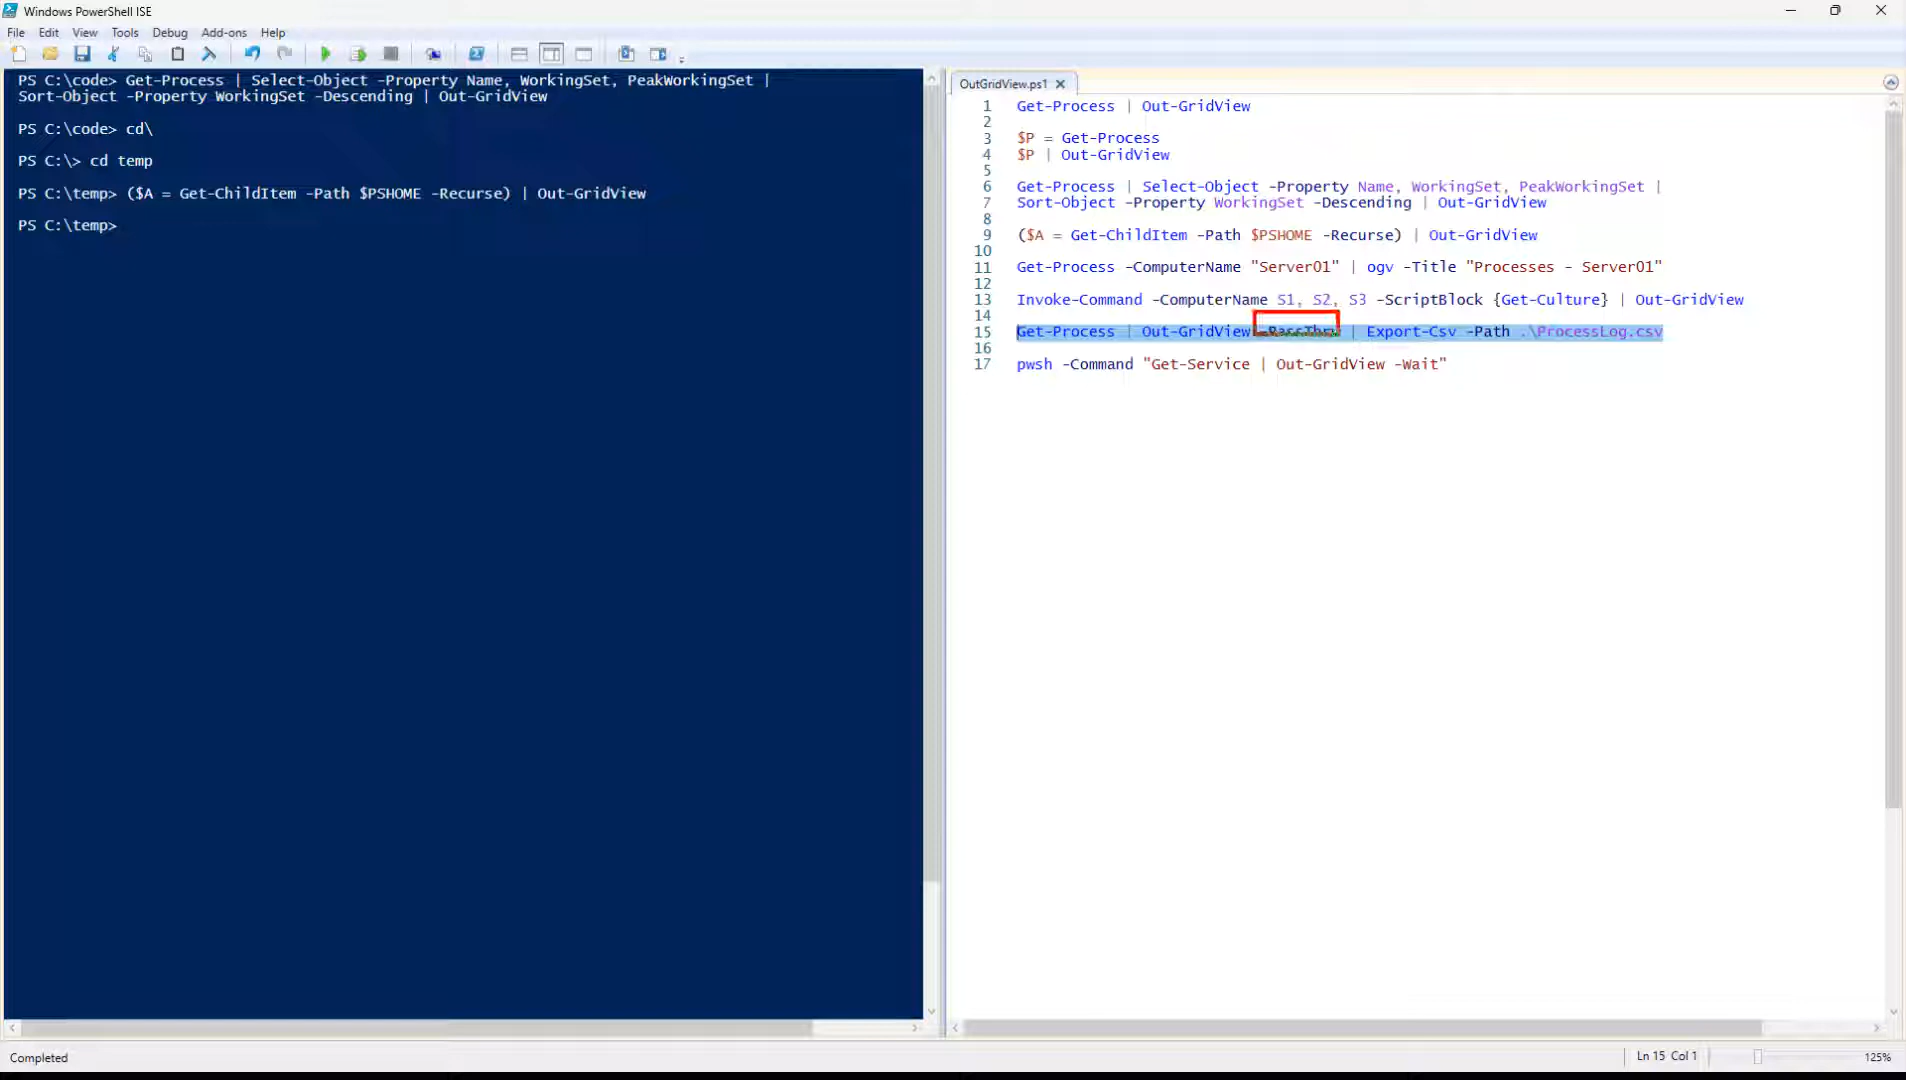 Windows PowerShell ISE
File Edit View Tools Debug Add-ons Help
PS C:\code> Get-Process | Select-Object -Property Name, WorkingSet, PeakWorkingSet |
Sort-Object -Property WorkingSet -Descending | Out-GridView
PS C:\code> cd\
PS C:\> cd temp
PS C:\temp> ($A = Get-ChildItem -Path $PSHOME -Recurse) | Out-GridView
PS C:\temp>
OutGridView.ps1
1 Get-Process | Out-GridView
2
3 $P = Get-Process
4 $P | Out-GridView
5
6 Get-Process | Select-Object -Property Name, WorkingSet, PeakWorkingSet |
7 Sort-Object -Property WorkingSet -Descending | Out-GridView
8
9 ($A = Get-ChildItem -Path $PSHOME -Recurse) | Out-GridView
10
11 Get-Process -ComputerName "Server01" | ogv -Title "Processes - Server01"
12
13 Invoke-Command -ComputerName S1, S2, S3 -ScriptBlock {Get-Culture} | Out-GridView
14
15 Get-Process | Out-GridView -PassThru | Export-Csv -Path .\ProcessLog.csv
16
17 pwsh -Command "Get-Service | Out-GridView -Wait"
Completed
Ln 15 Col 1
125%